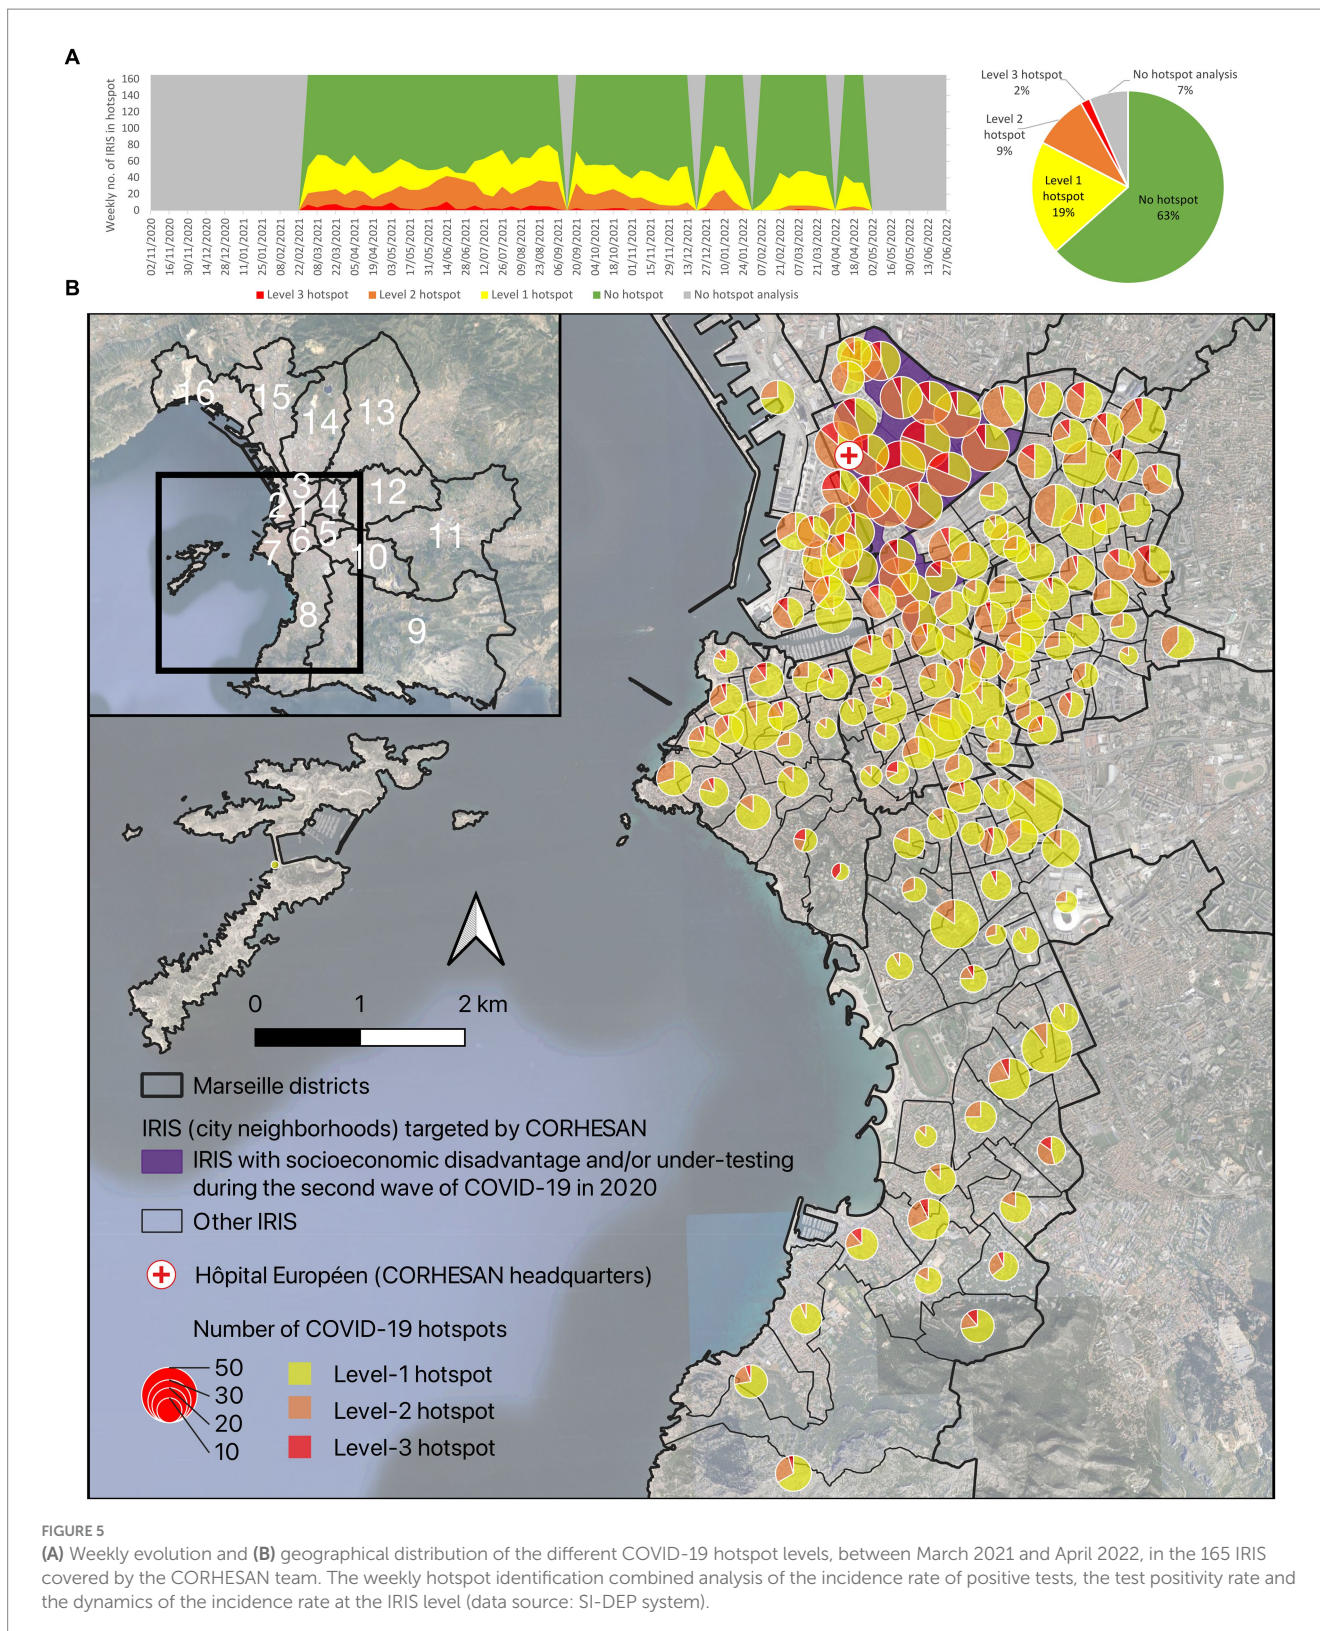 A
Weekly no. of IRIS in hotspot
160
140
120
100
80
60
40
20
0
02/11/2020
16/11/2020
30/11/2020
14/12/2020
28/12/2020
11/01/2021
25/01/2021
08/02/2021
22/02/2021
08/03/2021
22/03/2021
05/04/2021
19/04/2021
03/05/2021
17/05/2021
31/05/2021
14/06/2021
28/06/2021
12/07/2021
26/07/2021
09/08/2021
23/08/2021
06/09/2021
20/09/2021
04/10/2021
18/10/2021
01/11/2021
15/11/2021
29/11/2021
13/12/2021
27/12/2021
10/01/2022
24/01/2022
07/02/2022
21/02/2022
07/03/2022
21/03/2022
04/04/2022
18/04/2022
02/05/2022
16/05/2022
30/05/2022
13/06/2022
27/06/2022
Level 3 hotspot
Level 2 hotspot
Level 1 hotspot
No hotspot
No hotspot analysis
Level 3 hotspot
2%
No hotspot analysis
7%
Level 2
hotspot
9%
Level 1
hotspot
19%
No hotspot
63%
B
16
15
14
13
3
2
4
12
1
5
6
11
7
10
8
9
0 1 2 km
Marseille districts
IRIS (city neighborhoods) targeted by CORHESAN
IRIS with socioeconomic disadvantage and/or under-testing
during the second wave of COVID-19 in 2020
Other IRIS
Hôpital Européen (CORHESAN headquarters)
Number of COVID-19 hotspots
50
30
20
10
Level-1 hotspot
Level-2 hotspot
Level-3 hotspot
FIGURE 5
(A) Weekly evolution and (B) geographical distribution of the different COVID-19 hotspot levels, between March 2021 and April 2022, in the 165 IRIS
covered by the CORHESAN team. The weekly hotspot identification combined analysis of the incidence rate of positive tests, the test positivity rate and
the dynamics of the incidence rate at the IRIS level (data source: SI-DEP system).